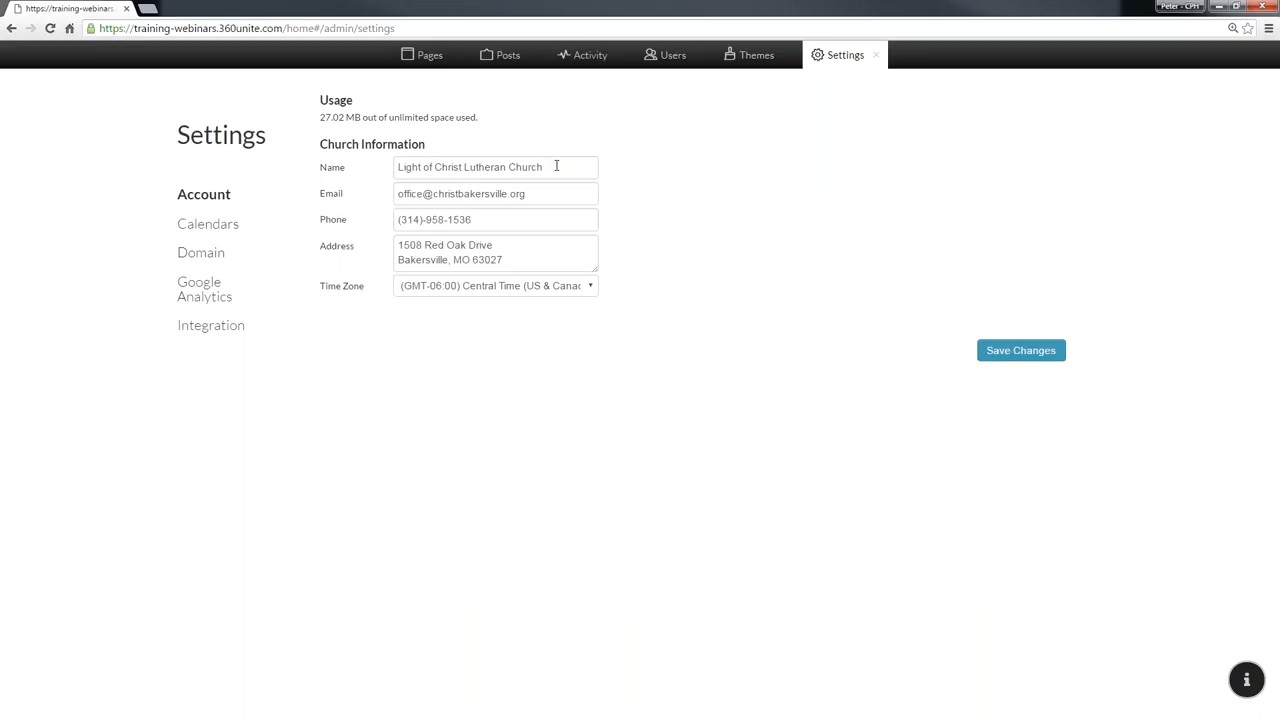 Peter - CPH
https://training-webinars.
https://training-webinars.360unite.com/home#/admin/settings
Pages
Posts
Activity
Users
Themes
Settings
Usage
27.02 MB out of unlimited space used.
Settings
Church Information
Name
Light of Christ Lutheran Church
Account
Email
office@christbakersville.org
Calendars
Phone
(314)-958-1536
Domain
Address
1508 Red Oak Drive
Bakersville, MO 63027
Google
Analytics
Time Zone
(GMT-06:00) Central Time (US & Canac
Integration
Save Changes